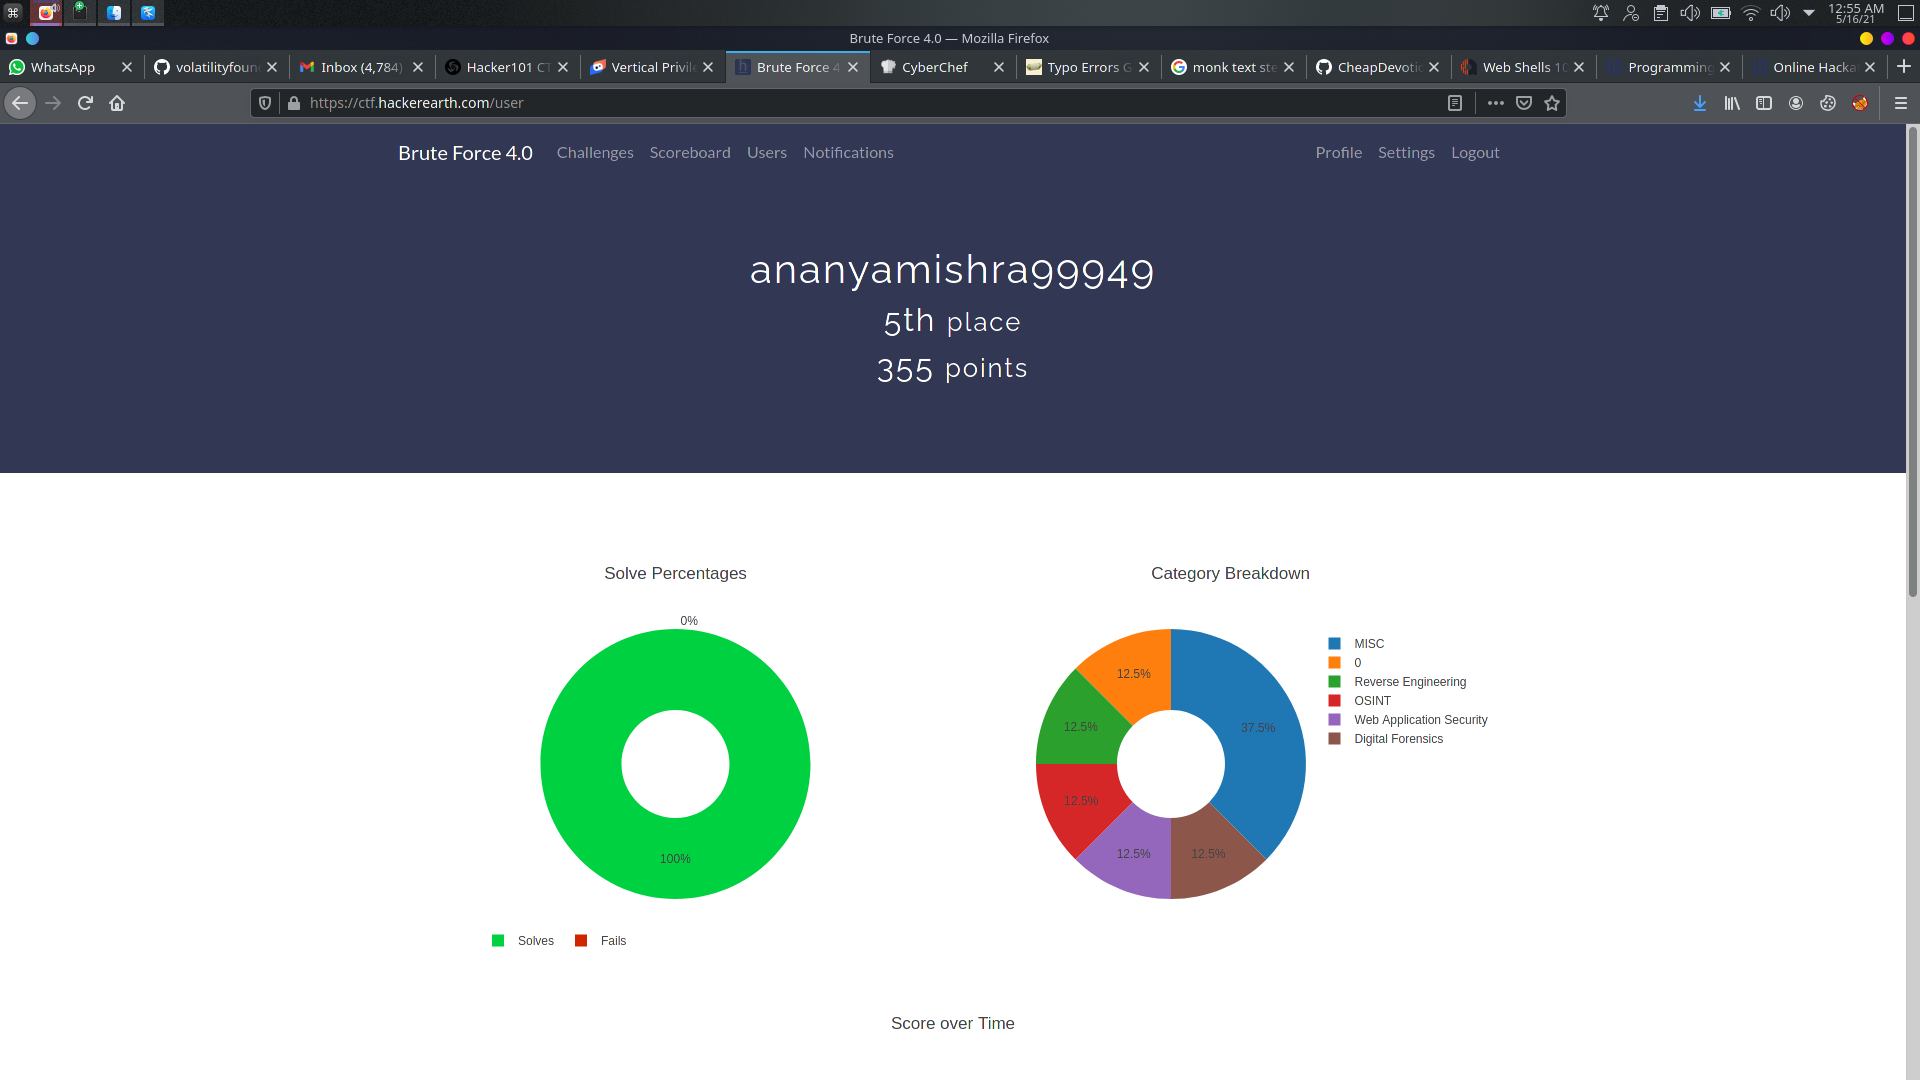 12:55 AM
5/16/21
Brute Force 4.0 — Mozilla Firefox
WhatsApp
volatilityfoun
Inbox (4,784)
Hacker101 CT
Vertical Privile
Brute Force 4
CyberChef
Typo Errors G
monk text ste
CheapDevotio
Web Shells 10
Programming
Online Hacka
https://ctf.hackerearth.com/user
Brute Force 4.0
Challenges
Scoreboard
Users
Notifications
Profile
Settings
Logout
ananyamishra99949
5th place
355 points
Solve Percentages
0%
100%
Solves
Fails
Category Breakdown
12.5%
37.5%
12.5%
12.5%
12.5%
12.5%
MISC
0
Reverse Engineering
OSINT
Web Application Security
Digital Forensics
Score over Time